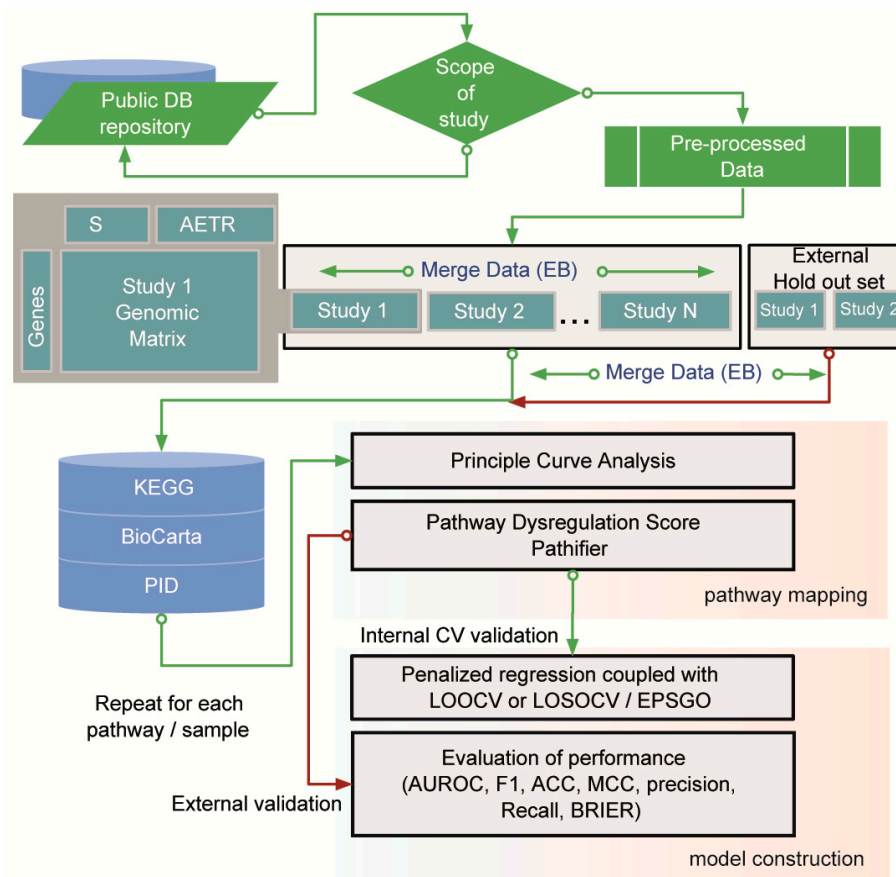 Public DB
repository
Scope
of
study
Pre-processed
Data
S
AETR
Genes
Study 1
Genomic
Matrix
Merge Data (EB)
Study 1
Study 2
...
Study N
External
Hold out set
Study 1
Study 2
Merge Data (EB)
KEGG
BioCarta
PID
Principle Curve Analysis
Pathway Dysregulation Score
Pathifier
pathway mapping
Internal CV validation
Repeat for each
pathway / sample
Penalized regression coupled with
LOOCV or LOSOCV / EPSGO
Evaluation of performance
(AUROC, F1, ACC, MCC, precision,
Recall, BRIER)
External validation
model construction